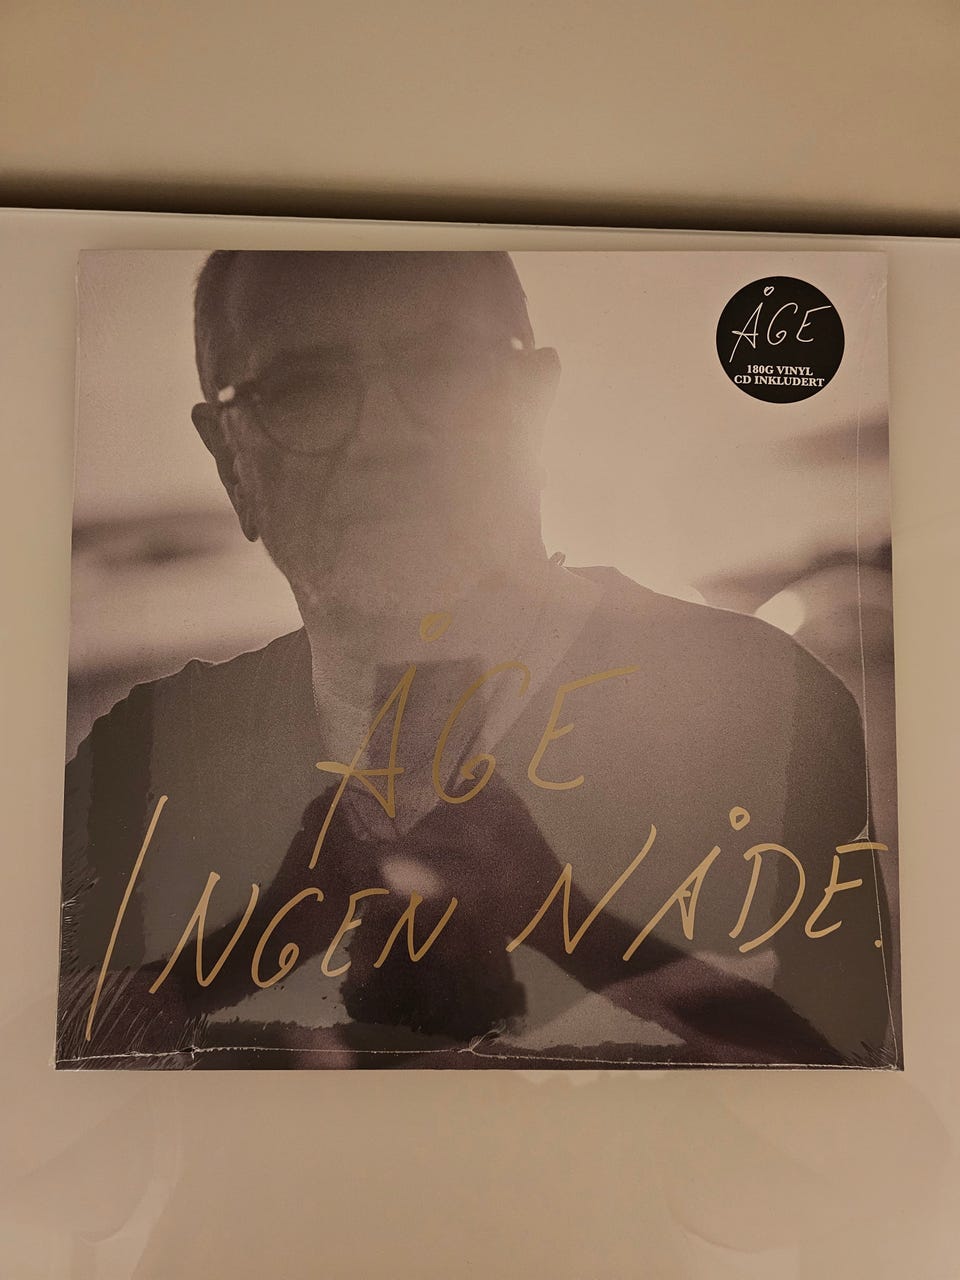 ÅGE
180G VINYL
CD INKLUDERT
ÅGE
INGEN NÅDE.